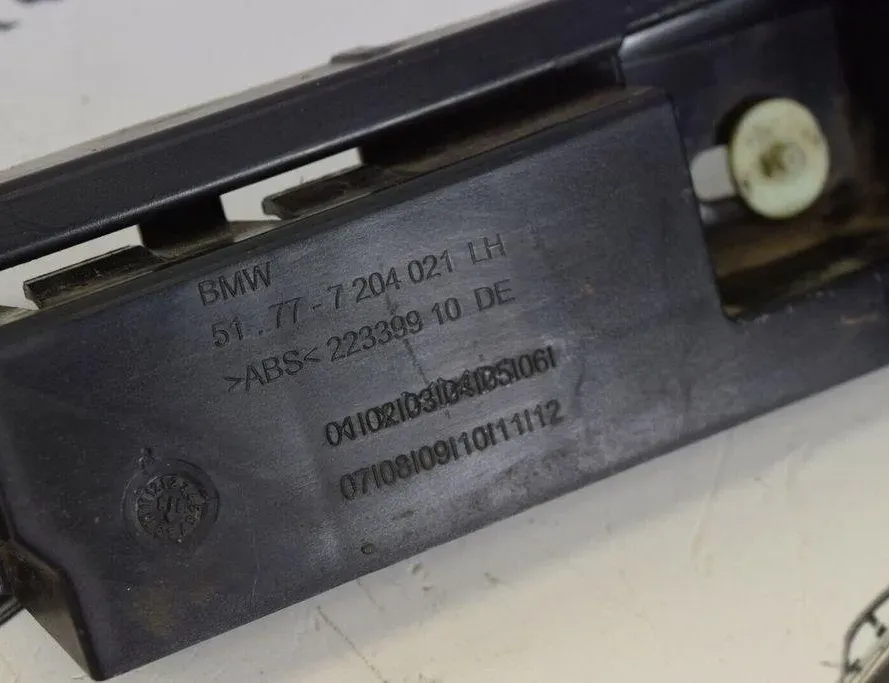 BMW
51..77-7 204 021 LH
>ABS< 223399 10 DE
01|02|03|04|05|06|
07|08|09|10|11|12